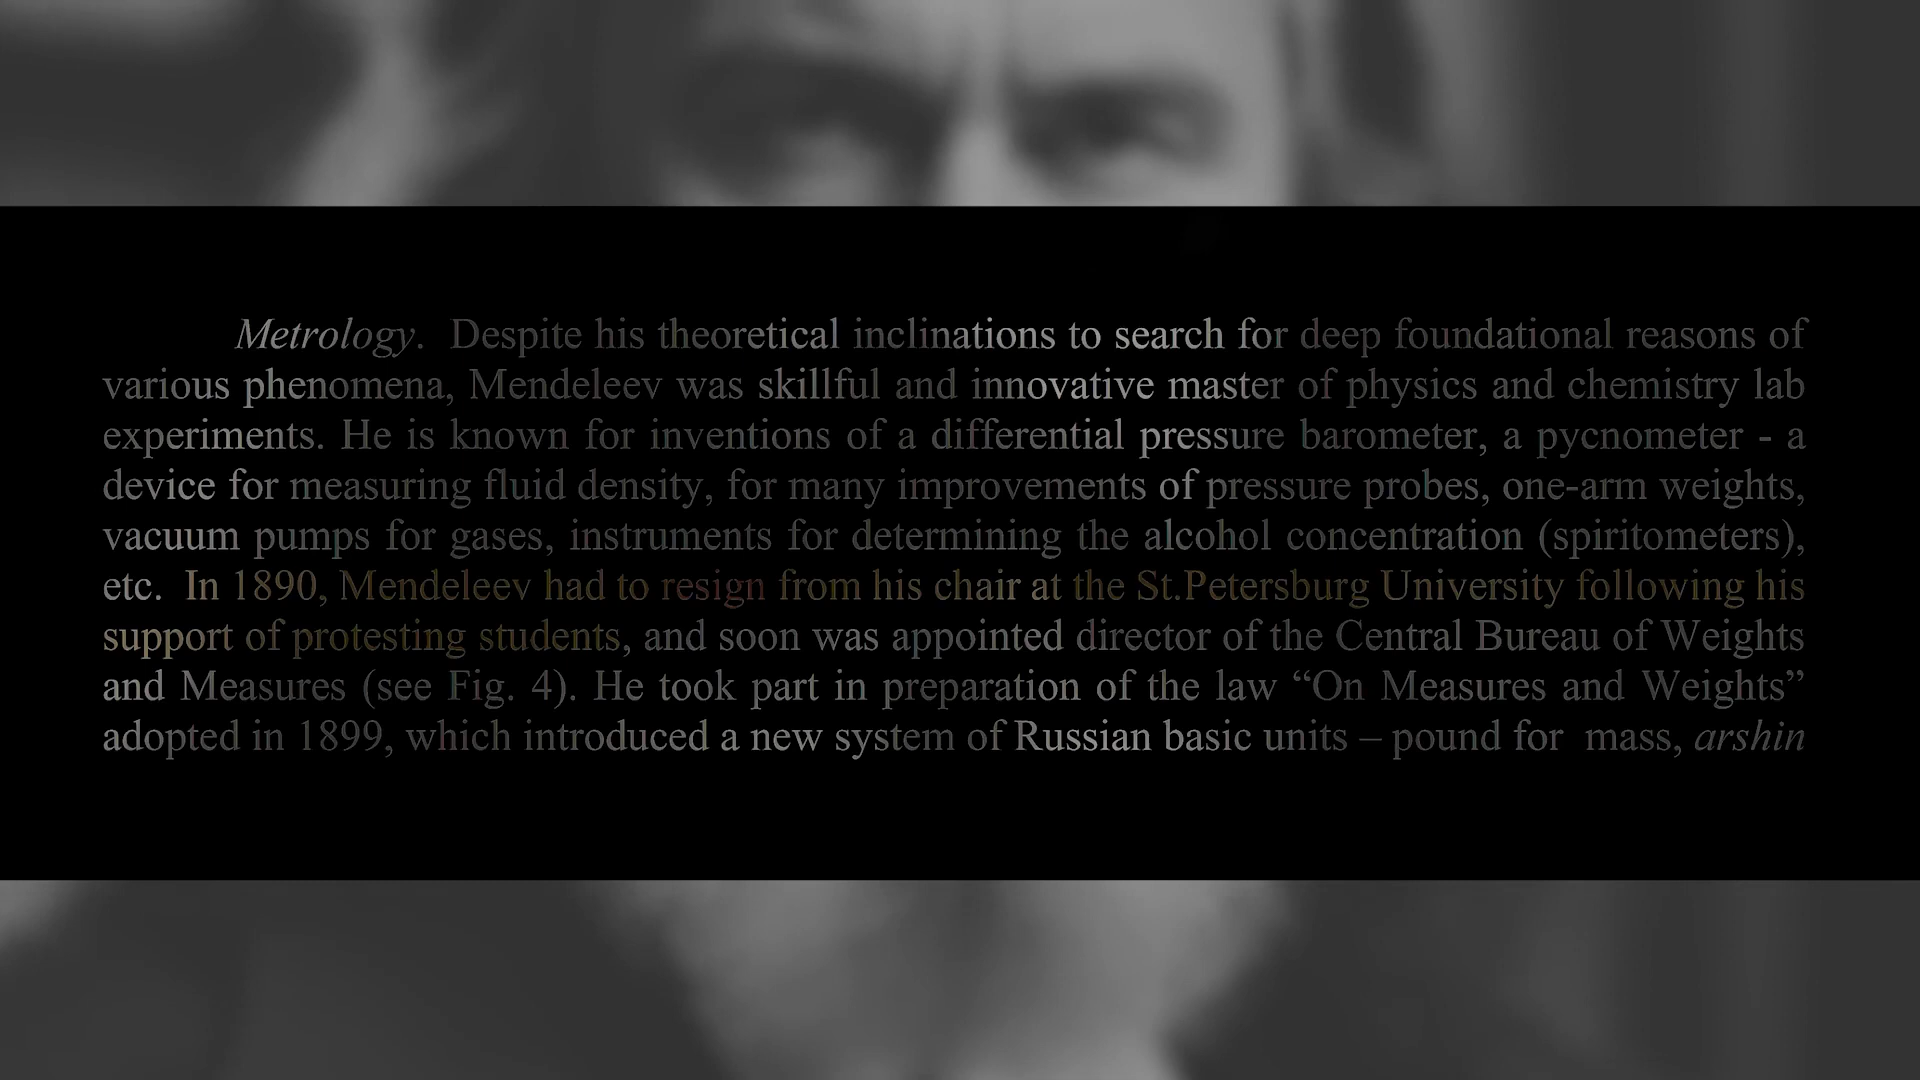 Metrology. Despite his theoretical inclinations to search for deep foundational reasons of
various phenomena, Mendeleev was skillful and innovative master of physics and chemistry lab
experiments. He is known for inventions of a differential pressure barometer, a pycnometer - a
device for measuring fluid density, for many improvements of pressure probes, one-arm weights,
vacuum pumps for gases, instruments for determining the alcohol concentration (spiritometers),
etc. In 1890, Mendeleev had to resign from his chair at the St.Petersburg University following his
support of protesting students, and soon was appointed director of the Central Bureau of Weights
and Measures (see Fig. 4). He took part in preparation of the law “On Measures and Weights”
adopted in 1899, which introduced a new system of Russian basic units – pound for mass, arshin